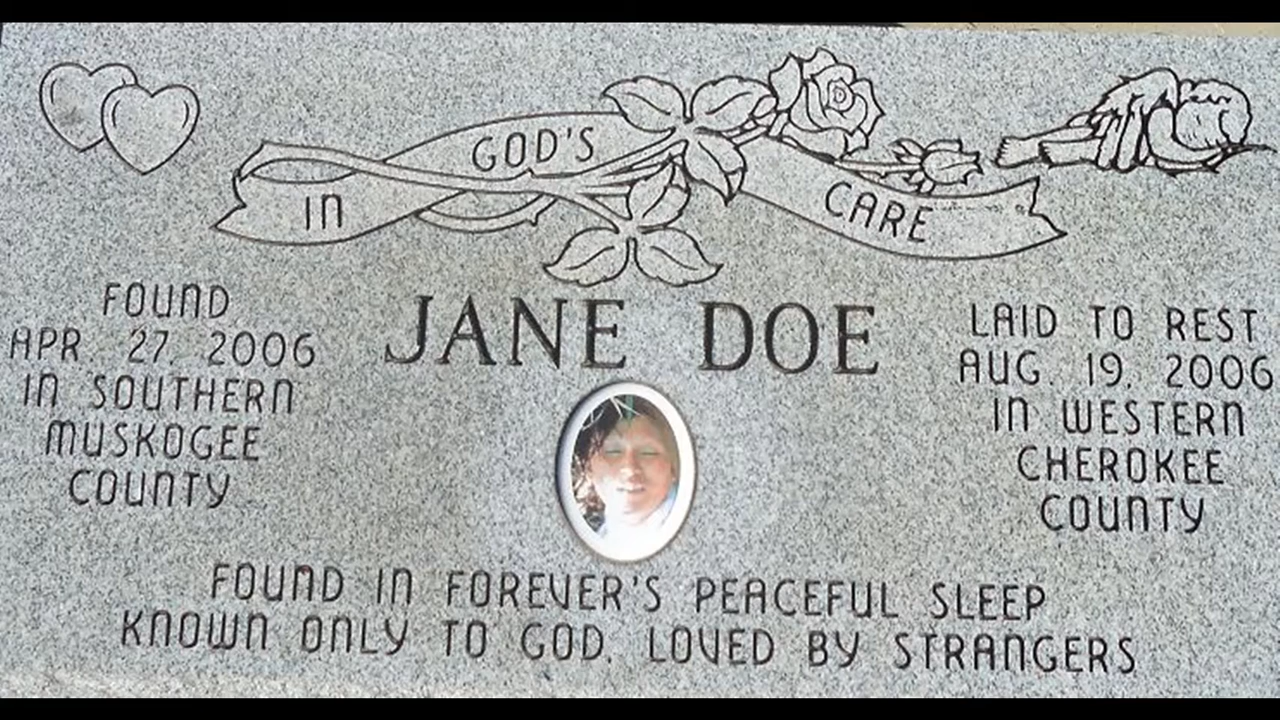 IN GOD'S CARE
JANE DOE
FOUND
APR. 27. 2006
IN SOUTHERN
MUSKOGEE
COUNTY
LAID TO REST
AUG. 19. 2006
IN WESTERN
CHEROKEE
COUNTY
FOUND IN FOREVER'S PEACEFUL SLEEP
KNOWN ONLY TO GOD. LOVED BY STRANGERS